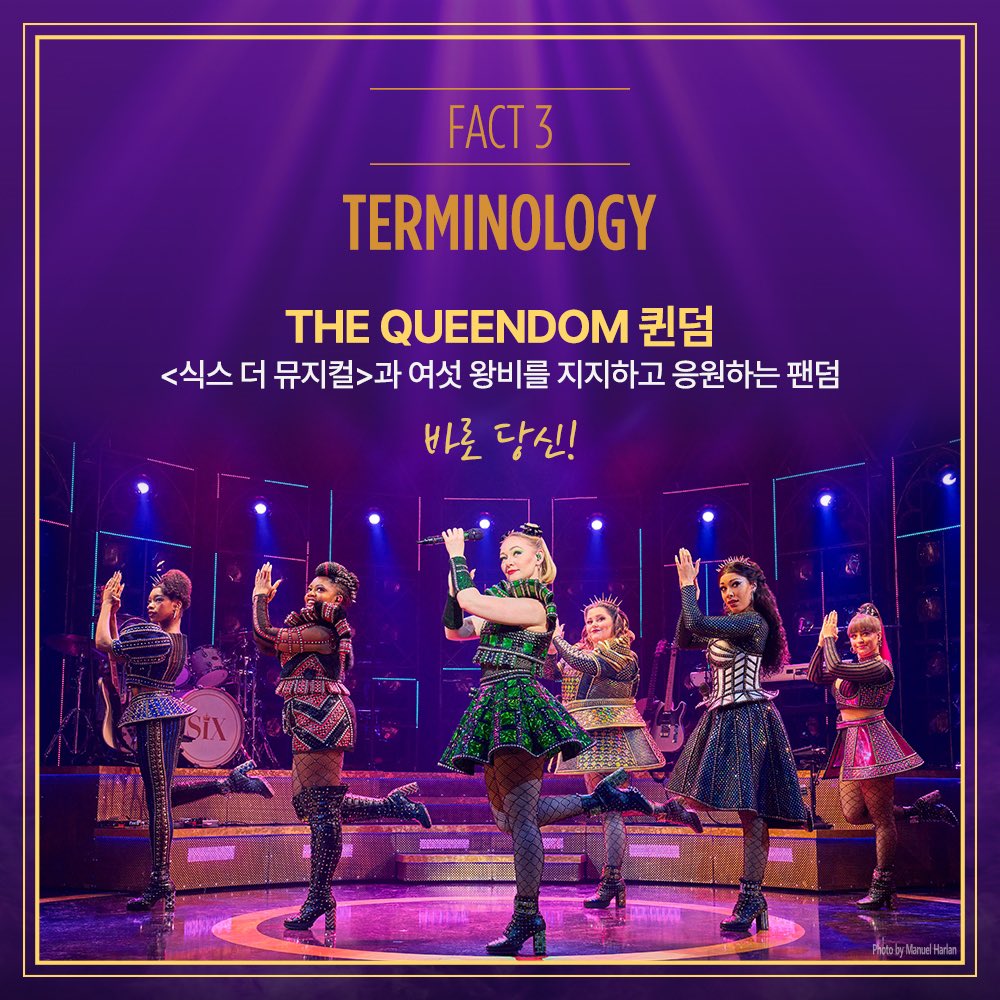 FACT 3
TERMINOLOGY
THE QUEENDOM 퀸덤
<식스 더 뮤지컬>과 여섯 왕비를 지지하고 응원하는 팬덤
바로 당신!
SIX
Photo by Manuel Harlan